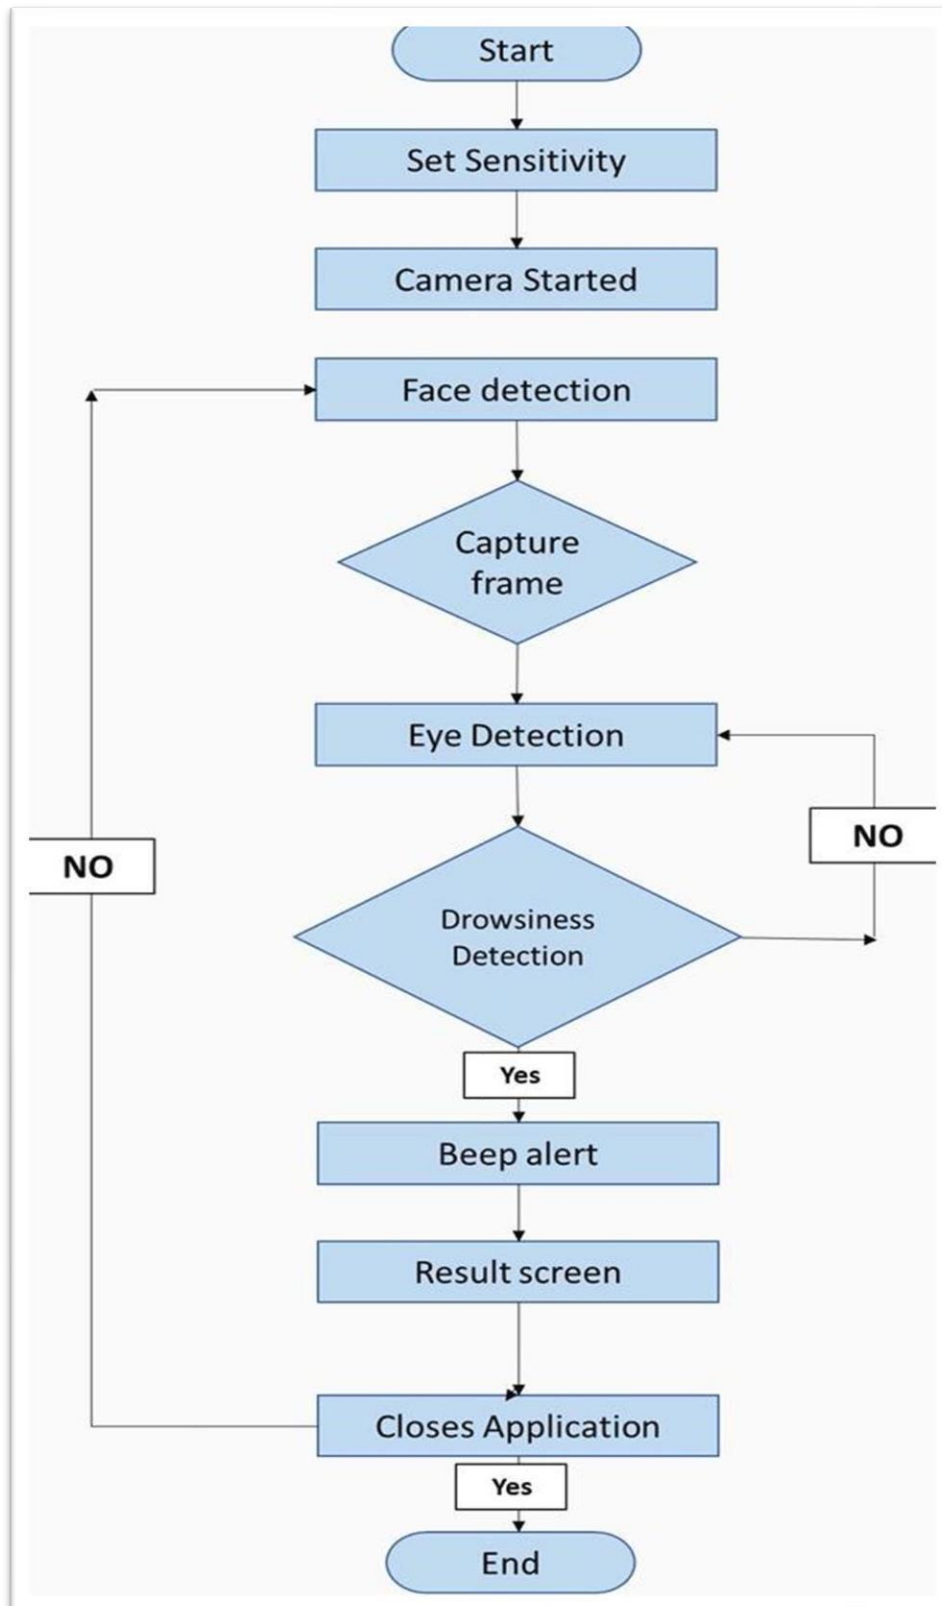 Start
Set Sensitivity
Camera Started
Face detection
Capture
frame
Eye Detection
NO
NO
Drowsiness
Detection
Yes
Beep alert
Result screen
Closes Application
Yes
End